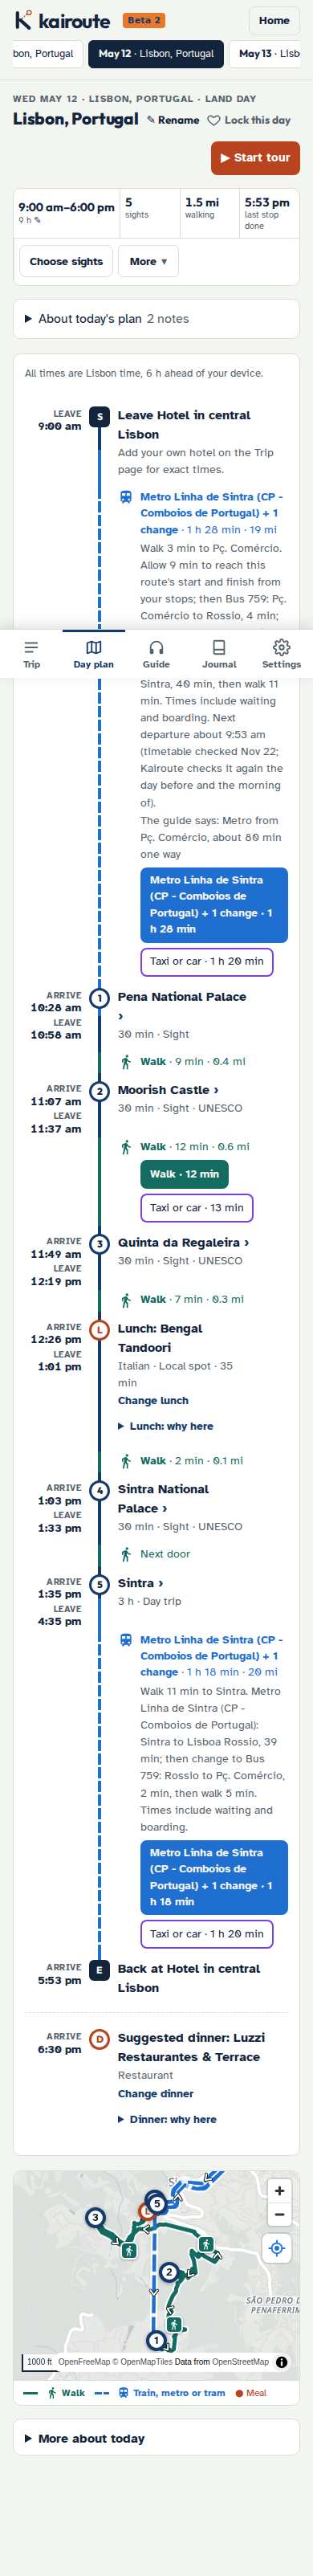 kairoute Beta 2 Home
bon, Portugal May 12 · Lisbon, Portugal May 13 · Lisb
WED MAY 12 · LISBON, PORTUGAL · LAND DAY
Lisbon, Portugal ✎ Rename Lock this day
▶ Start tour
9:00 am–6:00 pm
9 h ✎
5
sights
1.5 mi
walking
5:53 pm
last stop
done
Choose sights More ▾
▶ About today's plan 2 notes
All times are Lisbon time, 6 h ahead of your device.
LEAVE
9:00 am
S
Leave Hotel in central
Lisbon
Add your own hotel on the Trip
page for exact times.
Metro Linha de Sintra (CP -
Comboios de Portugal) + 1
change · 1 h 28 min · 19 mi
Walk 3 min to Pç. Comércio.
Allow 9 min to reach this
route's start and finish from
your stops; then Bus 759: Pç.
Comércio to Rossio, 4 min;
Trip Day plan Guide Journal Settings
Sintra, 40 min, then walk 11
min. Times include waiting
and boarding. Next
departure about 9:53 am
(timetable checked Nov 22;
Kairoute checks it again the
day before and the morning
of).
The guide says: Metro from
Pç. Comércio, about 80 min
one way
Metro Linha de Sintra
(CP - Comboios de
Portugal) + 1 change · 1
h 28 min
Taxi or car · 1 h 20 min
ARRIVE
10:28 am
LEAVE
10:58 am
1
Pena National Palace
›
30 min · Sight
Walk · 9 min · 0.4 mi
ARRIVE
11:07 am
LEAVE
11:37 am
2
Moorish Castle ›
30 min · Sight · UNESCO
Walk · 12 min · 0.6 mi
Walk · 12 min
Taxi or car · 13 min
ARRIVE
11:49 am
LEAVE
12:19 pm
3
Quinta da Regaleira ›
30 min · Sight · UNESCO
Walk · 7 min · 0.3 mi
ARRIVE
12:26 pm
LEAVE
1:01 pm
L
Lunch: Bengal
Tandoori
Italian · Local spot · 35
min
Change lunch
▶ Lunch: why here
Walk · 2 min · 0.1 mi
ARRIVE
1:03 pm
LEAVE
1:33 pm
4
Sintra National
Palace ›
30 min · Sight · UNESCO
Next door
ARRIVE
1:35 pm
LEAVE
4:35 pm
5
Sintra ›
3 h · Day trip
Metro Linha de Sintra (CP -
Comboios de Portugal) + 1
change · 1 h 18 min · 20 mi
Walk 11 min to Sintra. Metro
Linha de Sintra (CP -
Comboios de Portugal):
Sintra to Lisboa Rossio, 39
min; then change to Bus
759: Rossio to Pç. Comércio,
2 min, then walk 5 min.
Times include waiting and
boarding.
Metro Linha de Sintra
(CP - Comboios de
Portugal) + 1 change · 1
h 18 min
Taxi or car · 1 h 20 min
ARRIVE
5:53 pm
E
Back at Hotel in central
Lisbon
ARRIVE
6:30 pm
D
Suggested dinner: Luzzi
Restaurantes & Terrace
Restaurant
Change dinner
▶ Dinner: why here
3
5
2
1
SÃO PEDRO D
PENAFERRIM
+
−
1000 ft OpenFreeMap © OpenMapTiles Data from OpenStreetMap
Walk Train, metro or tram Meal
▶ More about today